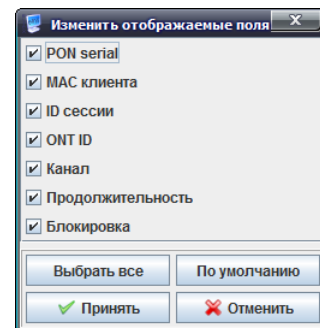 Изменить отображаемые поля
PON serial
MAC клиента
ID сессии
ONT ID
Канал
Продолжительность
Блокировка
Выбрать все По умолчанию
Принять Отменить